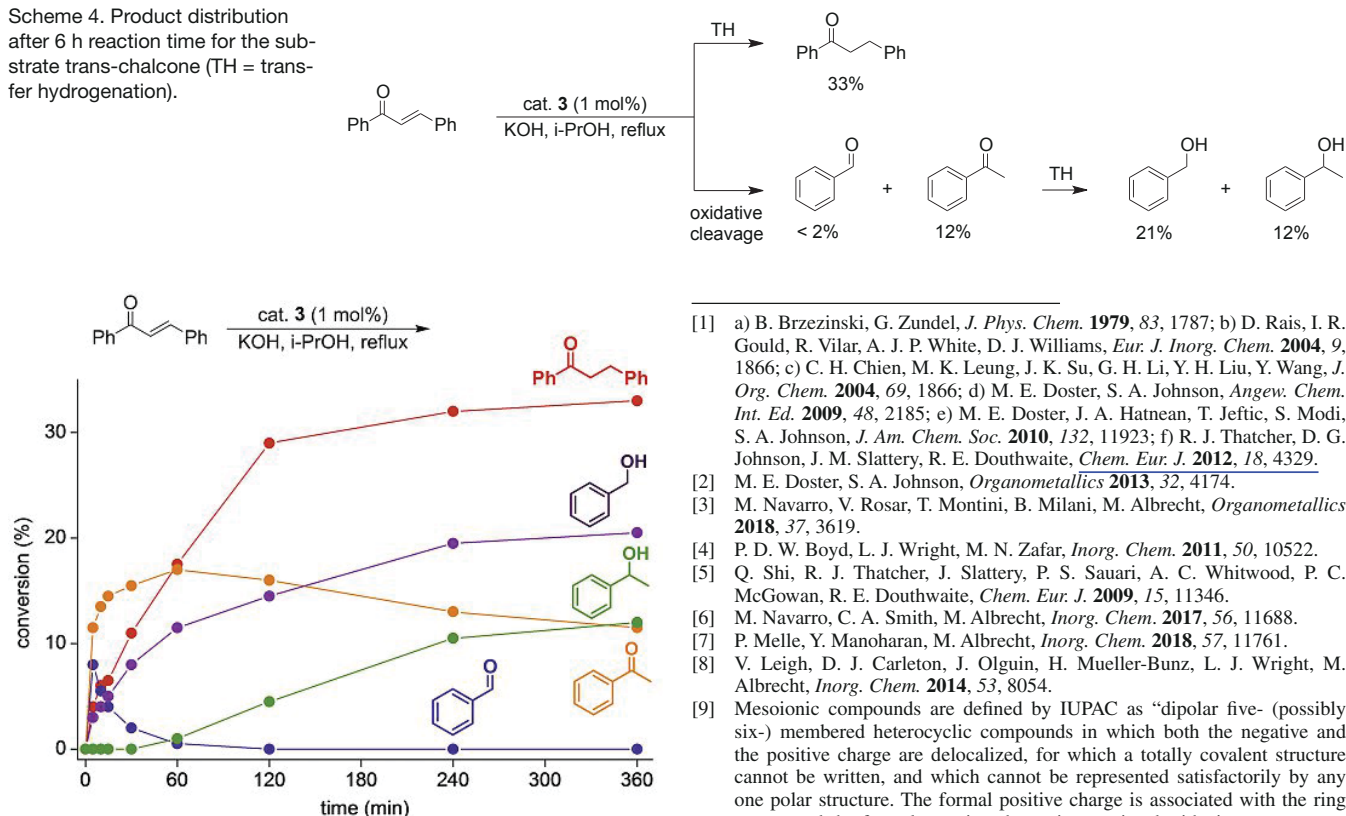 Scheme 4. Product distribution
after 6 h reaction time for the sub-
strate trans-chalcone (TH = trans-
fer hydrogenation).
O
Ph Ph
cat. 3 (1 mol%)
KOH, i-PrOH, reflux
TH
O
Ph Ph
33%
oxidative
cleavage
O
< 2%
+
O
12%
TH
OH
21%
+
OH
12%
O
Ph Ph
cat. 3 (1 mol%)
KOH, i-PrOH, reflux
O
Ph Ph
OH
OH
O
O
conversion (%)
30
20
10
0
0 60 120 180 240 300 360
time (min)
[1] a) B. Brzezinski, G. Zundel, J. Phys. Chem. 1979, 83, 1787; b) D. Rais, I. R.
Gould, R. Vilar, A. J. P. White, D. J. Williams, Eur. J. Inorg. Chem. 2004, 9,
1866; c) C. H. Chien, M. K. Leung, J. K. Su, G. H. Li, Y. H. Liu, Y. Wang, J.
Org. Chem. 2004, 69, 1866; d) M. E. Doster, S. A. Johnson, Angew. Chem.
Int. Ed. 2009, 48, 2185; e) M. E. Doster, J. A. Hatnean, T. Jeftic, S. Modi,
S. A. Johnson, J. Am. Chem. Soc. 2010, 132, 11923; f) R. J. Thatcher, D. G.
Johnson, J. M. Slattery, R. E. Douthwaite, Chem. Eur. J. 2012, 18, 4329.
[2] M. E. Doster, S. A. Johnson, Organometallics 2013, 32, 4174.
[3] M. Navarro, V. Rosar, T. Montini, B. Milani, M. Albrecht, Organometallics
2018, 37, 3619.
[4] P. D. W. Boyd, L. J. Wright, M. N. Zafar, Inorg. Chem. 2011, 50, 10522.
[5] Q. Shi, R. J. Thatcher, J. Slattery, P. S. Sauari, A. C. Whitwood, P. C.
McGowan, R. E. Douthwaite, Chem. Eur. J. 2009, 15, 11346.
[6] M. Navarro, C. A. Smith, M. Albrecht, Inorg. Chem. 2017, 56, 11688.
[7] P. Melle, Y. Manoharan, M. Albrecht, Inorg. Chem. 2018, 57, 11761.
[8] V. Leigh, D. J. Carleton, J. Olguin, H. Mueller-Bunz, L. J. Wright, M.
Albrecht, Inorg. Chem. 2014, 53, 8054.
[9] Mesoionic compounds are defined by IUPAC as “dipolar five- (possibly
six-) membered heterocyclic compounds in which both the negative and
the positive charge are delocalized, for which a totally covalent structure
cannot be written, and which cannot be represented satisfactorily by any
one polar structure. The formal positive charge is associated with the ring